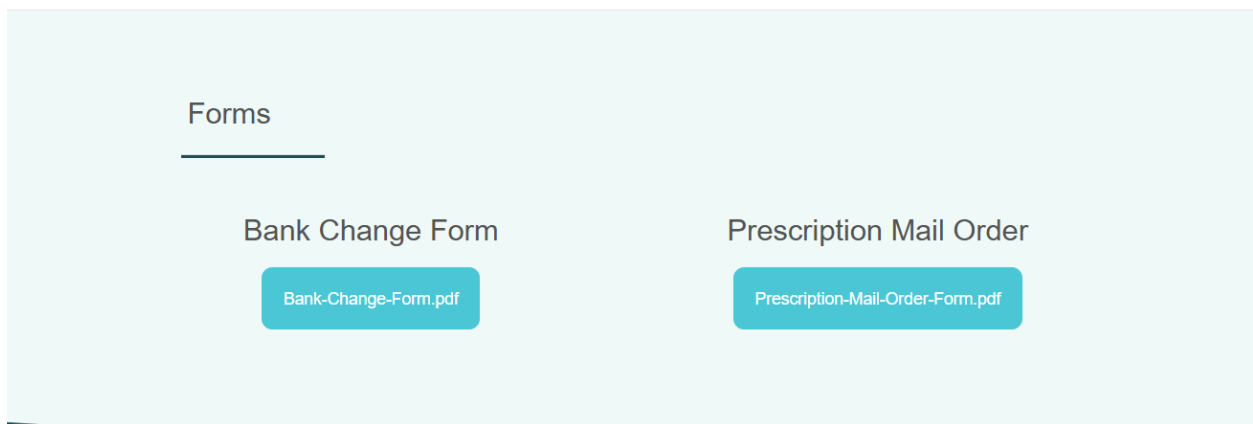 Forms
Bank Change Form
Prescription Mail Order
Bank-Change-Form.pdf
Prescription-Mail-Order-Form.pdf